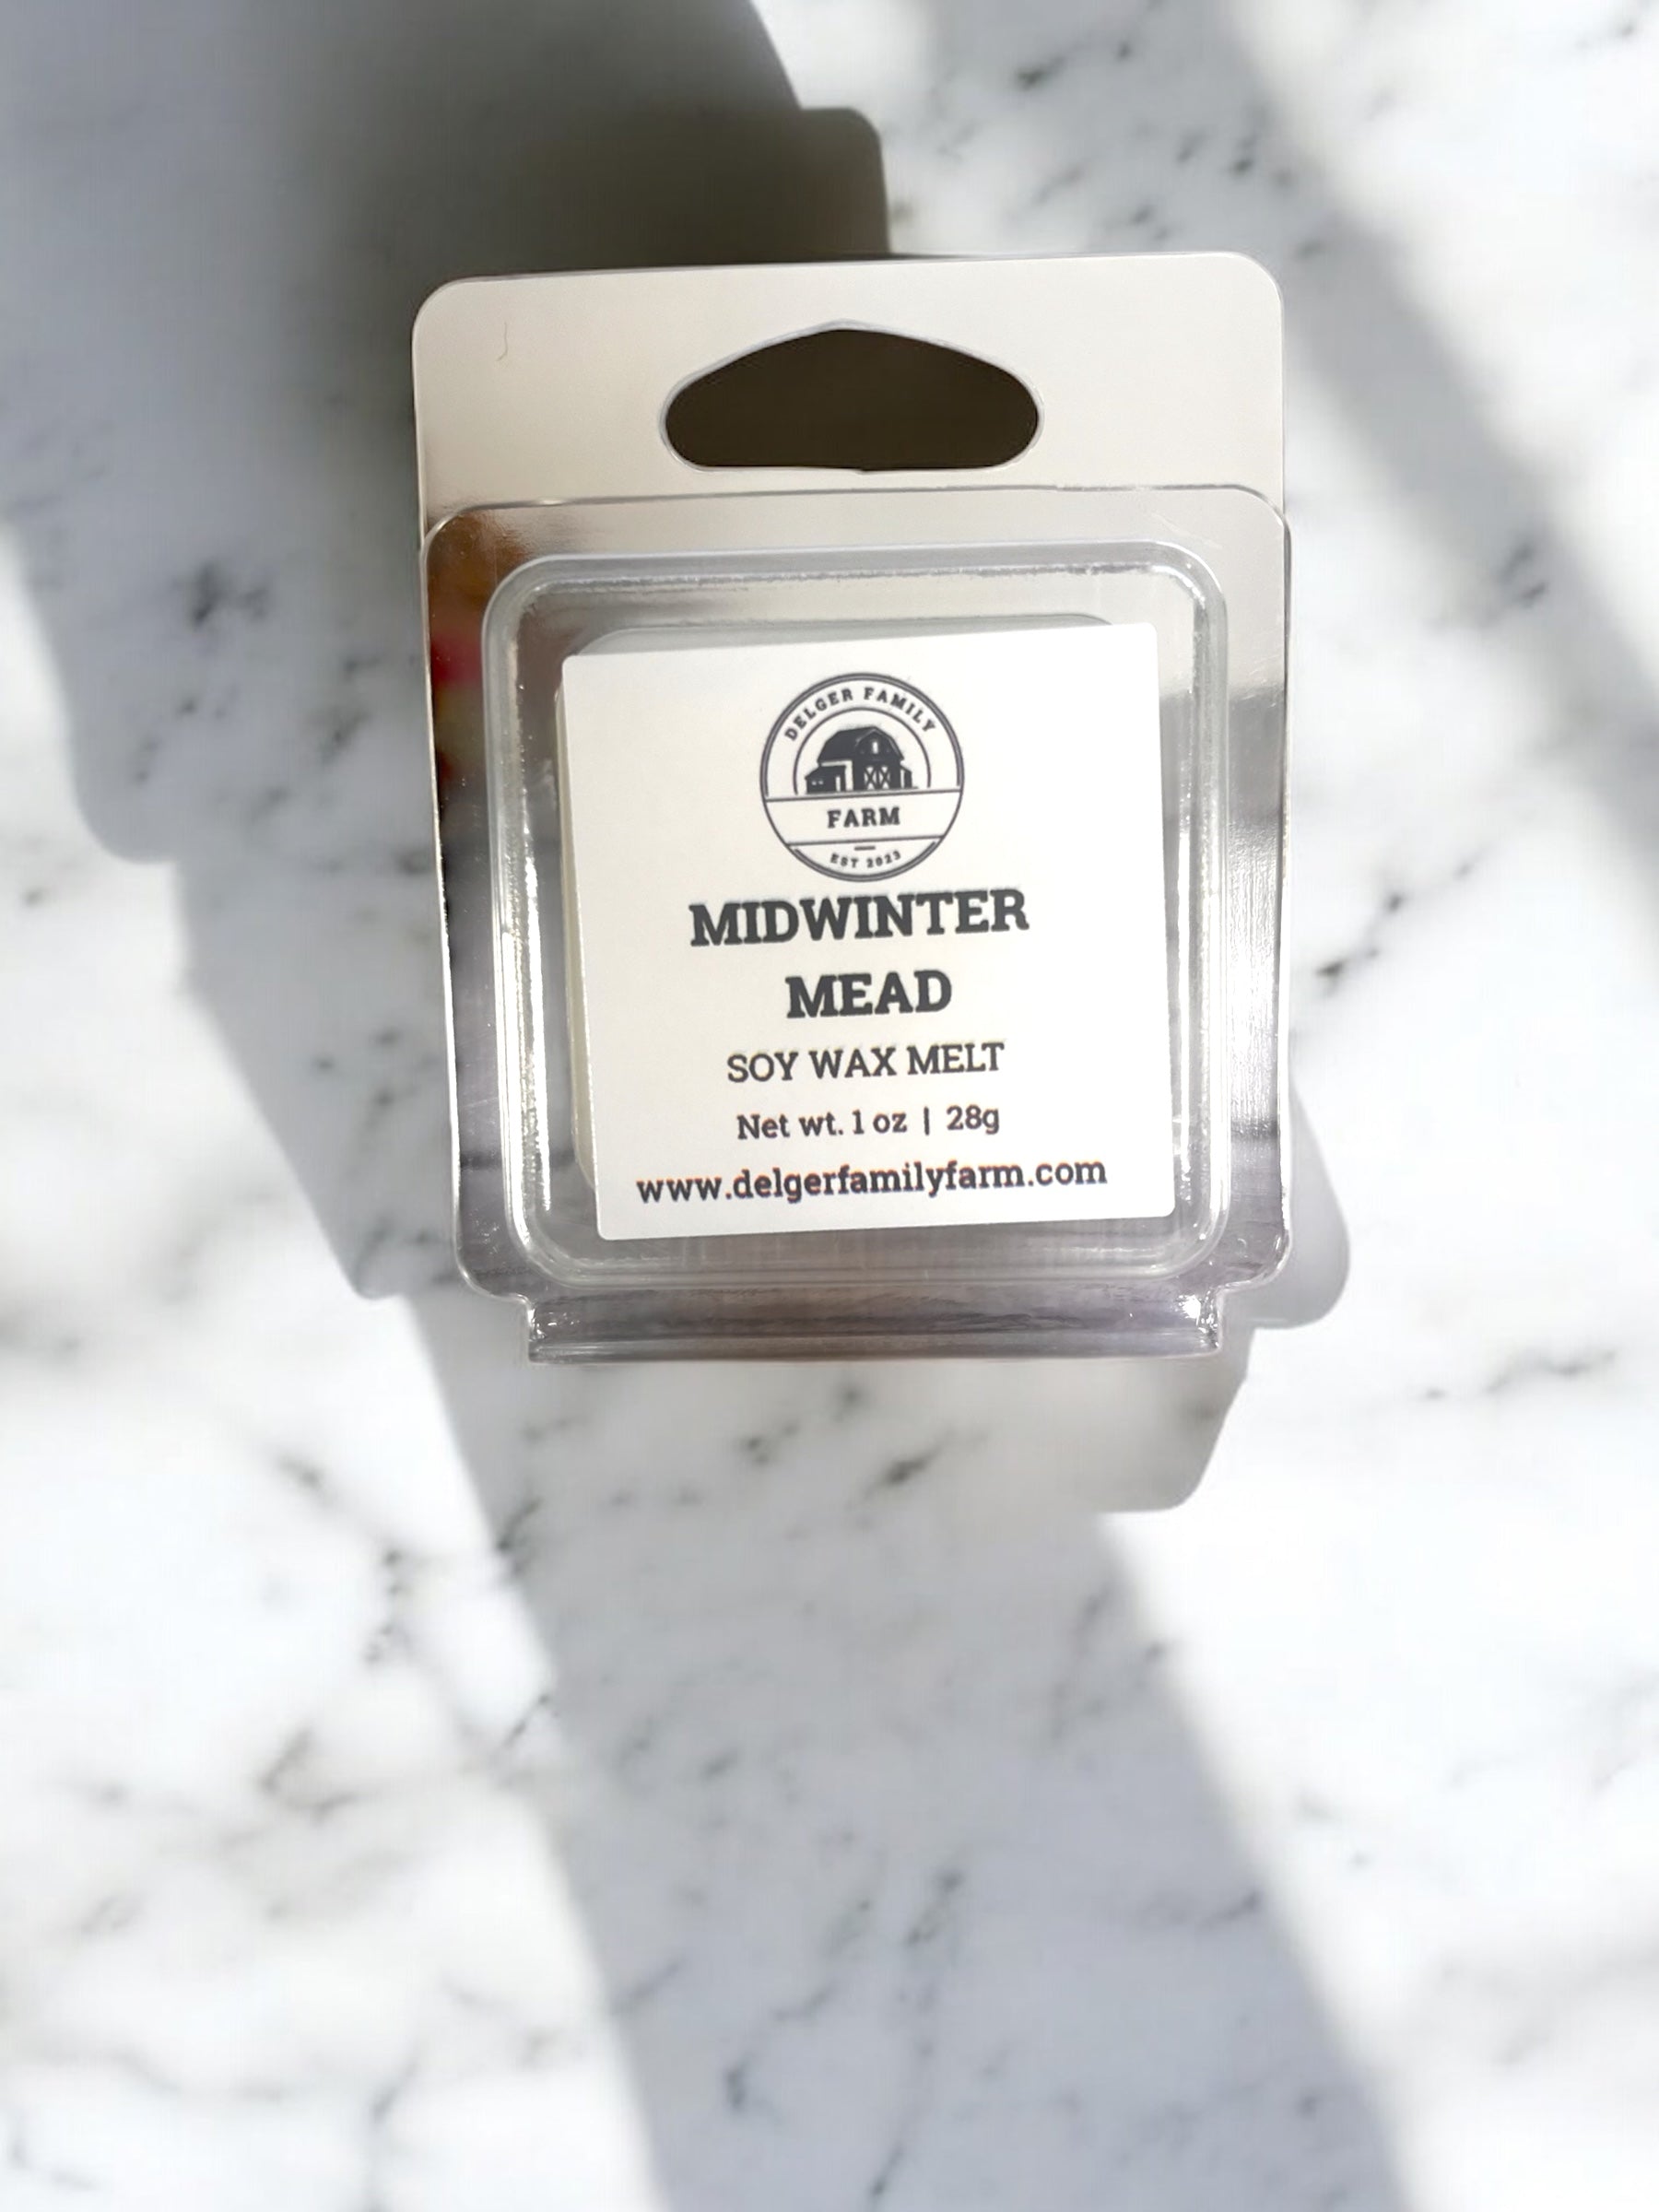 DELGER FAMILY
FARM
EST 2023
MIDWINTER
MEAD
SOY WAX MELT
Net wt. 1 oz | 28g
www.delgerfamilyfarm.com